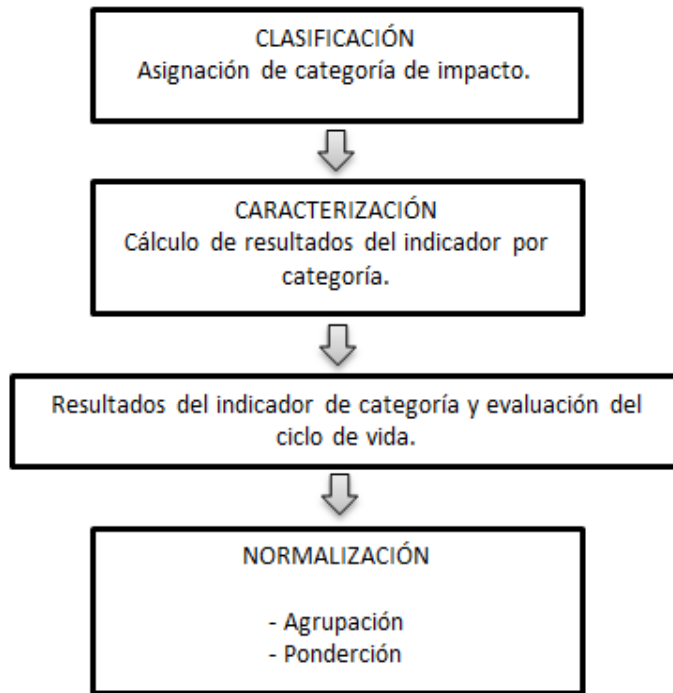 CLASIFICACIÓN
Asignación de categoría de impacto.
CARACTERIZACIÓN
Cálculo de resultados del indicador por
categoría.
Resultados del indicador de categoría y evaluación del
ciclo de vida.
NORMALIZACIÓN
- Agrupación
- Ponderción